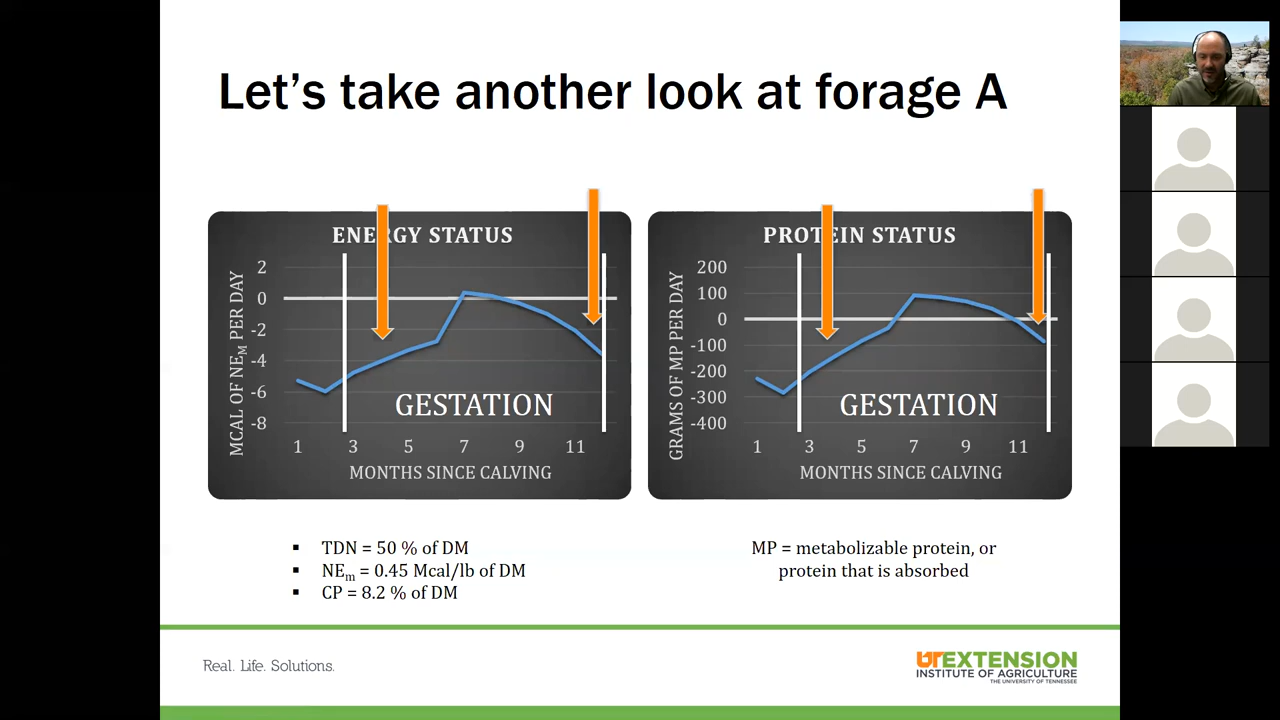 Let's take another look at forage A
ENERGY STATUS
MCAL OF NEM PER DAY
2
0
-2
-4
-6
-8
GESTATION
1 3 5 7 9 11
MONTHS SINCE CALVING
PROTEIN STATUS
GRAMS OF MP PER DAY
200
100
0
-100
-200
-300
-400
GESTATION
1 3 5 7 9 11
MONTHS SINCE CALVING
▪ TDN = 50 % of DM
▪ NEm = 0.45 Mcal/lb of DM
▪ CP = 8.2 % of DM
MP = metabolizable protein, or
protein that is absorbed
Real. Life. Solutions.
UT EXTENSION
INSTITUTE OF AGRICULTURE
THE UNIVERSITY OF TENNESSEE